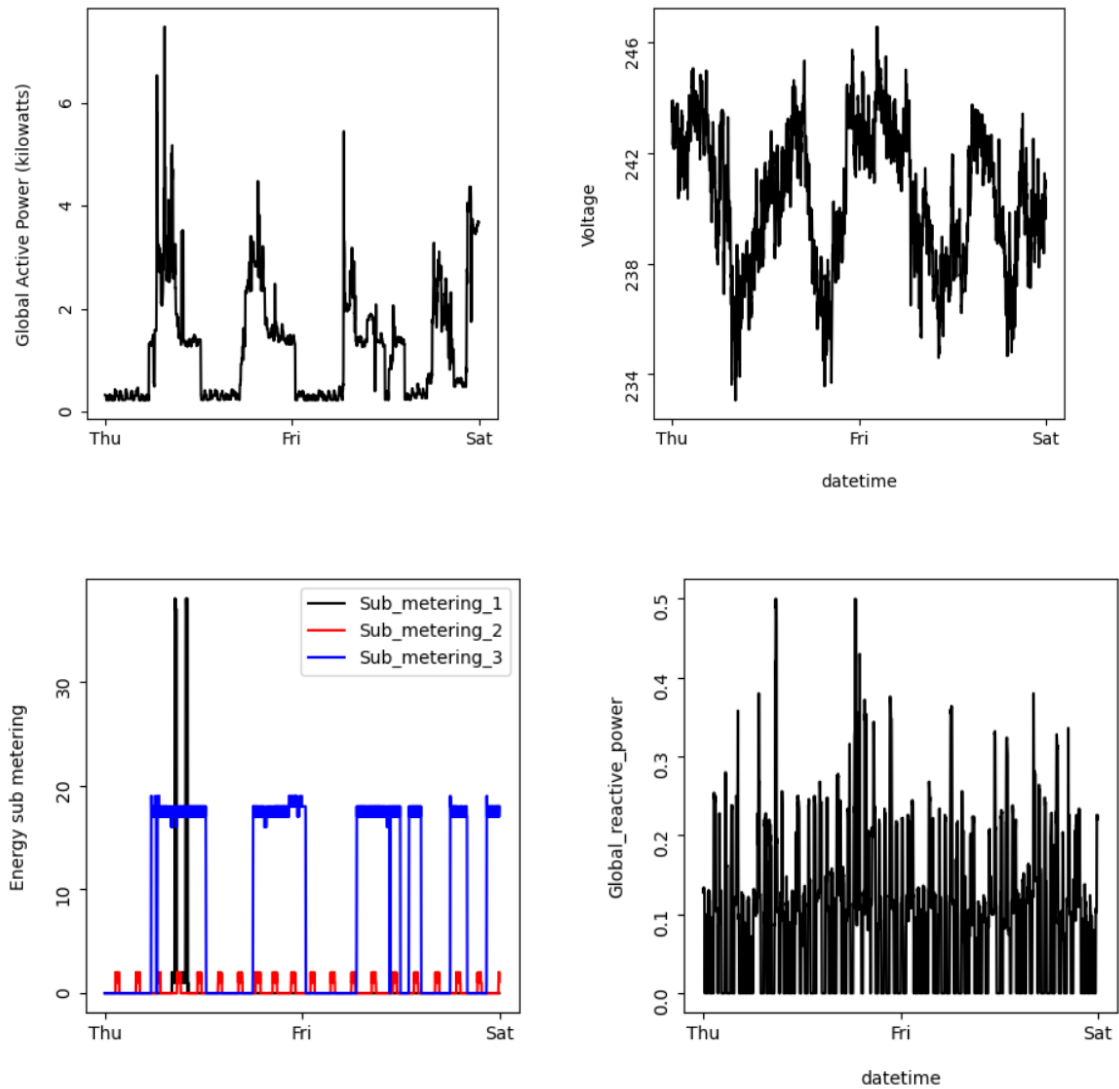 Global Active Power (kilowatts)
6
4
2
0
Thu
Fri
Sat
Voltage
246
242
238
234
Thu
Fri
Sat
datetime
Energy sub metering
30
20
10
0
Sub_metering_1
Sub_metering_2
Sub_metering_3
Thu
Fri
Sat
Global_reactive_power
0.5
0.4
0.3
0.2
0.1
0.0
Thu
Fri
Sat
datetime